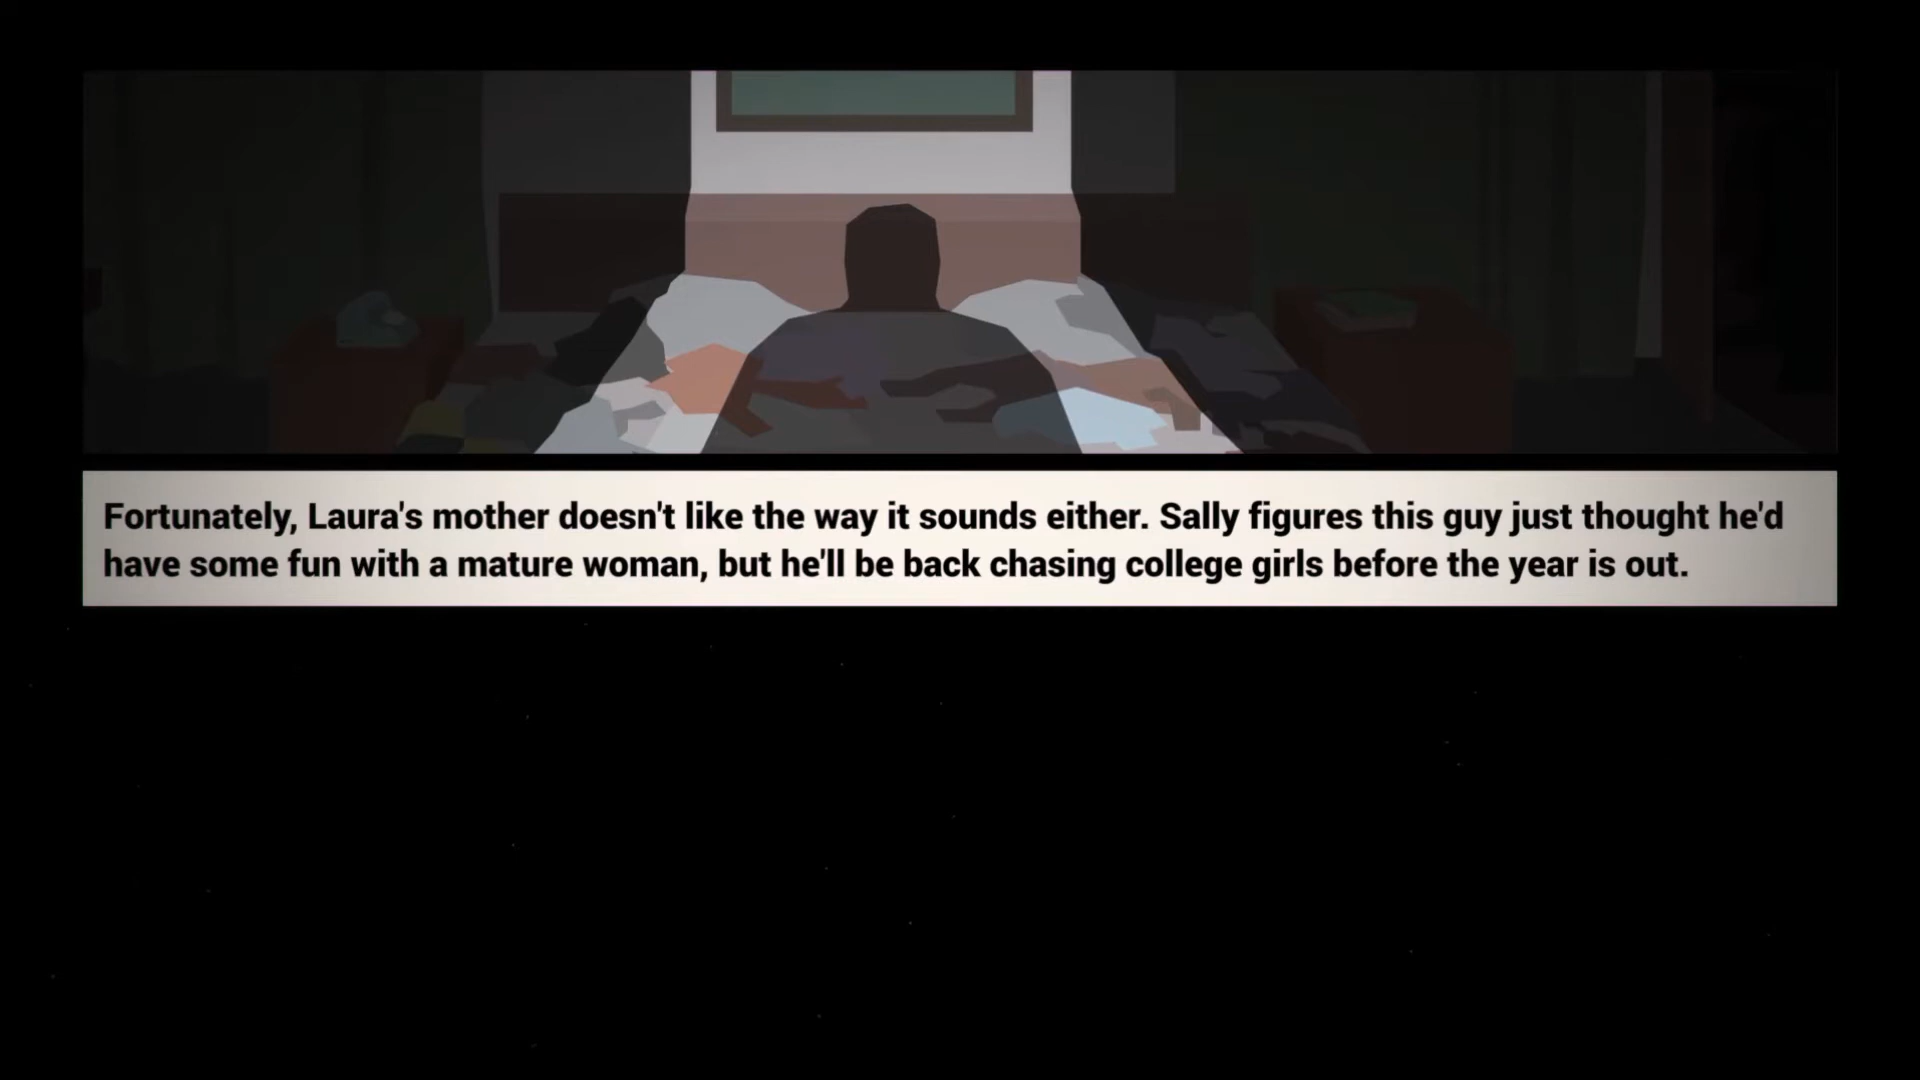 Fortunately, Laura's mother doesn't like the way it sounds either. Sally figures this guy just thought he'd
have some fun with a mature woman, but he'll be back chasing college girls before the year is out.